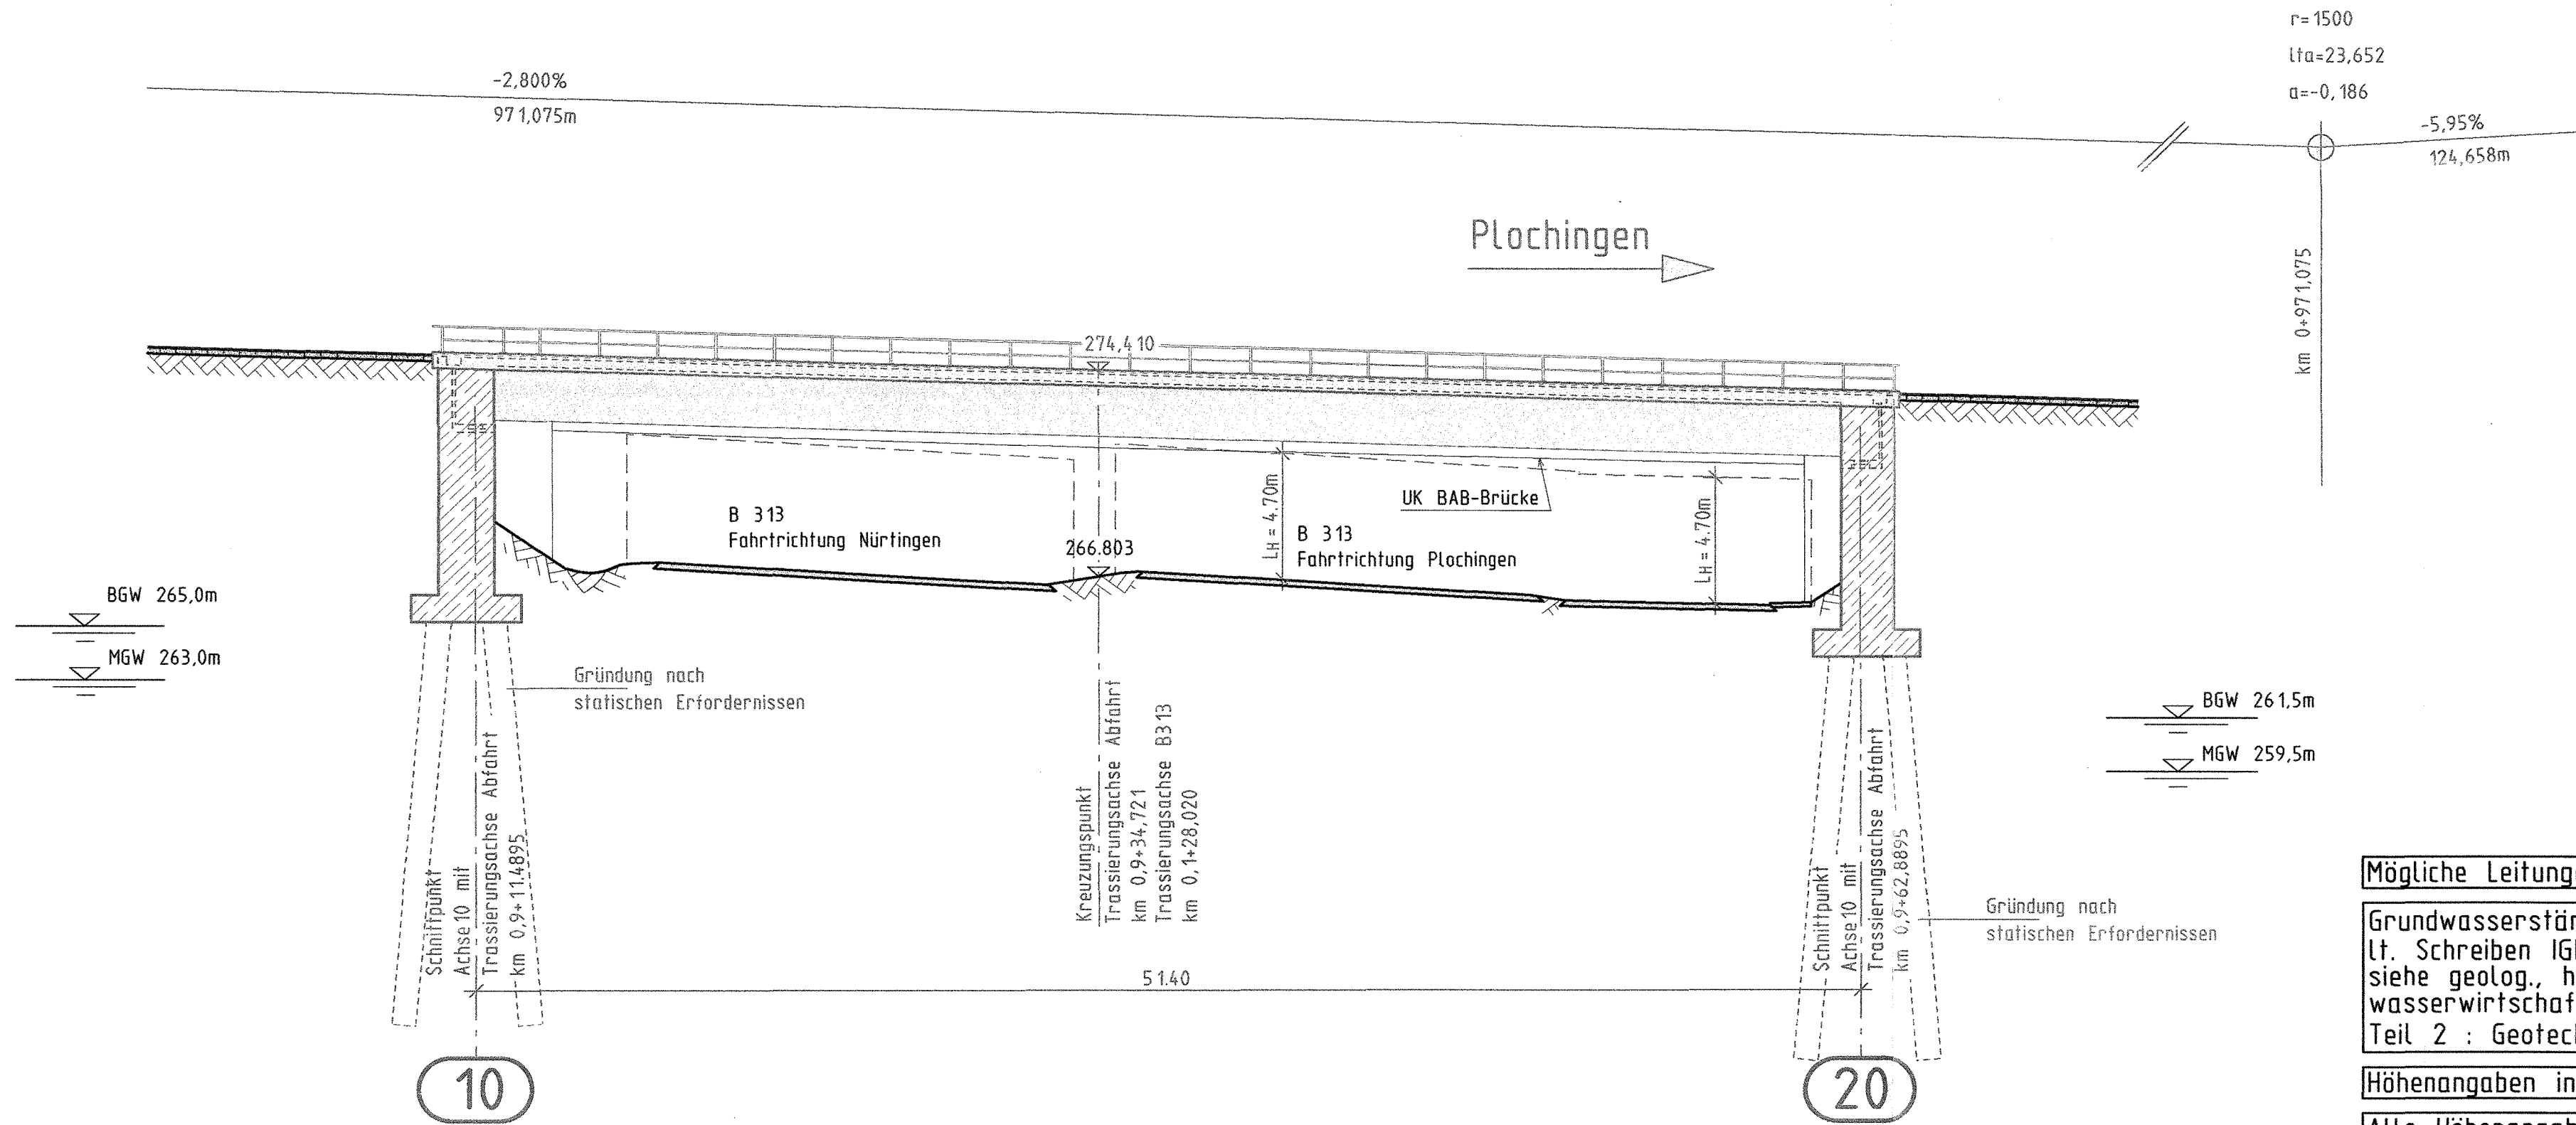 r=1500
lta=23,652
a=-0,186
-2,800%
971,075m
-5,95%
124,658m
km 0+971,075
Plochingen
274,410
UK BAB-Brücke
LH = 4.70m
LH = 4.70m
B 313
Fahrtrichtung Nürtingen
B 313
Fahrtrichtung Plochingen
266.803
BGW 265,0m
MGW 263,0m
Gründung nach
statischen Erfordernissen
BGW 261,5m
MGW 259,5m
Schnittpunkt
Achse10 mit
Trassierungsachse Abfahrt
km 0,9+11.4895
Kreuzungspunkt
Trassierungsachse Abfahrt
km 0,9+34,721
Trassierungsachse B313
km 0,1+28,020
Schnittpunkt
Achse10 mit
Trassierungsachse Abfahrt
km 0,9+62,8895
Gründung nach
statischen Erfordernissen
51.40
10
20
Mögliche Leitung
Grundwasserstän
lt. Schreiben IG
siehe geolog., h
wasserwirtschaf
Teil 2 : Geotec
Höhenangaben in